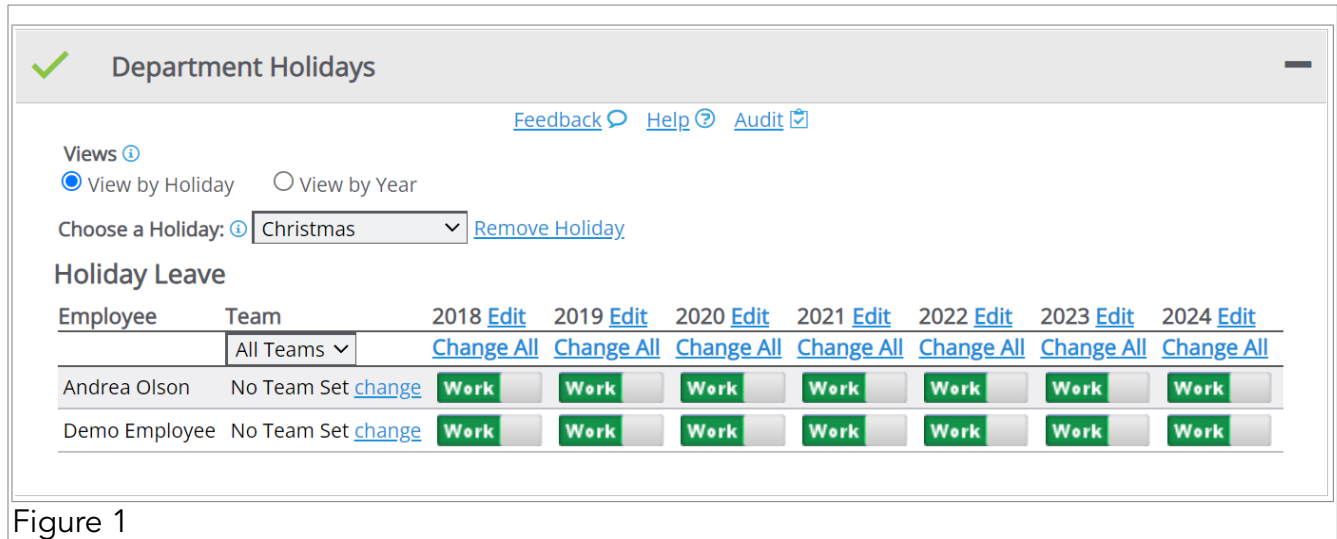 Department Holidays
Feedback Help Audit
Views
View by Holiday View by Year
Choose a Holiday: Christmas Remove Holiday
Holiday Leave
Employee Team 2018 Edit 2019 Edit 2020 Edit 2021 Edit 2022 Edit 2023 Edit 2024 Edit
All Teams Change All Change All Change All Change All Change All Change All Change All
Andrea Olson No Team Set change Work Work Work Work Work Work Work
Demo Employee No Team Set change Work Work Work Work Work Work Work
Figure 1